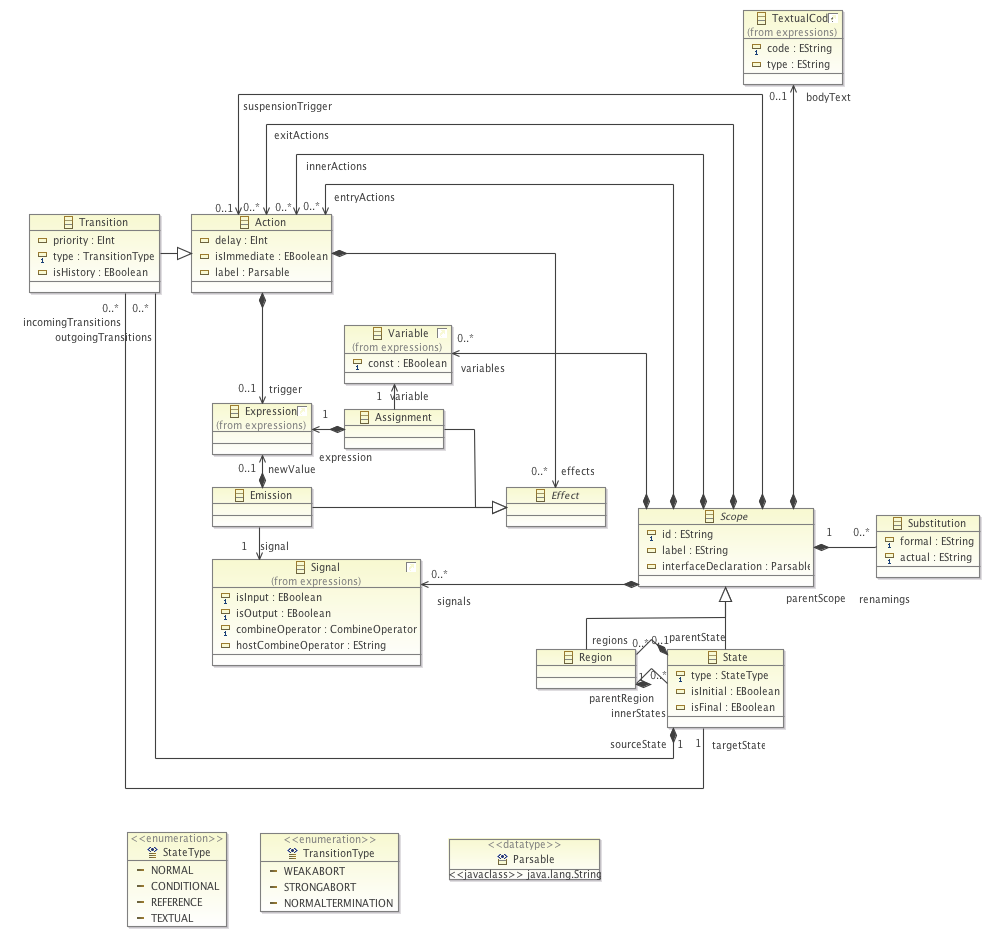 TextualCod
(from expressions)
code : EString
type : EString
0..1
bodyText
suspensionTrigger
exitActions
innerActions
entryActions
0..1
0..*
0..*
0..*
Transition
priority : EInt
type : TransitionType
isHistory : EBoolean
Action
delay : EInt
isImmediate : EBoolean
label : Parsable
0..*
0..*
incomingTransitions
outgoingTransitions
Variable
(from expressions)
const : EBoolean
0..*
variables
0..1
trigger
1
variable
Expression
(from expressions)
1
expression
Assignment
0..1
newValue
0..*
effects
Emission
Effect
1
signal
Scope
id : EString
label : EString
interfaceDeclaration : Parsable
1
0..*
parentScope
renamings
Substitution
formal : EString
actual : EString
Signal
(from expressions)
isInput : EBoolean
isOutput : EBoolean
combineOperator : CombineOperator
hostCombineOperator : EString
0..*
signals
regions
0..*
0..1
parentState
Region
1
0..*
parentRegion
innerStates
State
type : StateType
isInitial : EBoolean
isFinal : EBoolean
sourceState
1
1
targetState
<<enumeration>>
StateType
NORMAL
CONDITIONAL
REFERENCE
TEXTUAL
<<enumeration>>
TransitionType
WEAKABORT
STRONGABORT
NORMALTERMINATION
<<datatype>>
Parsable
<<javaclass>> java.lang.String